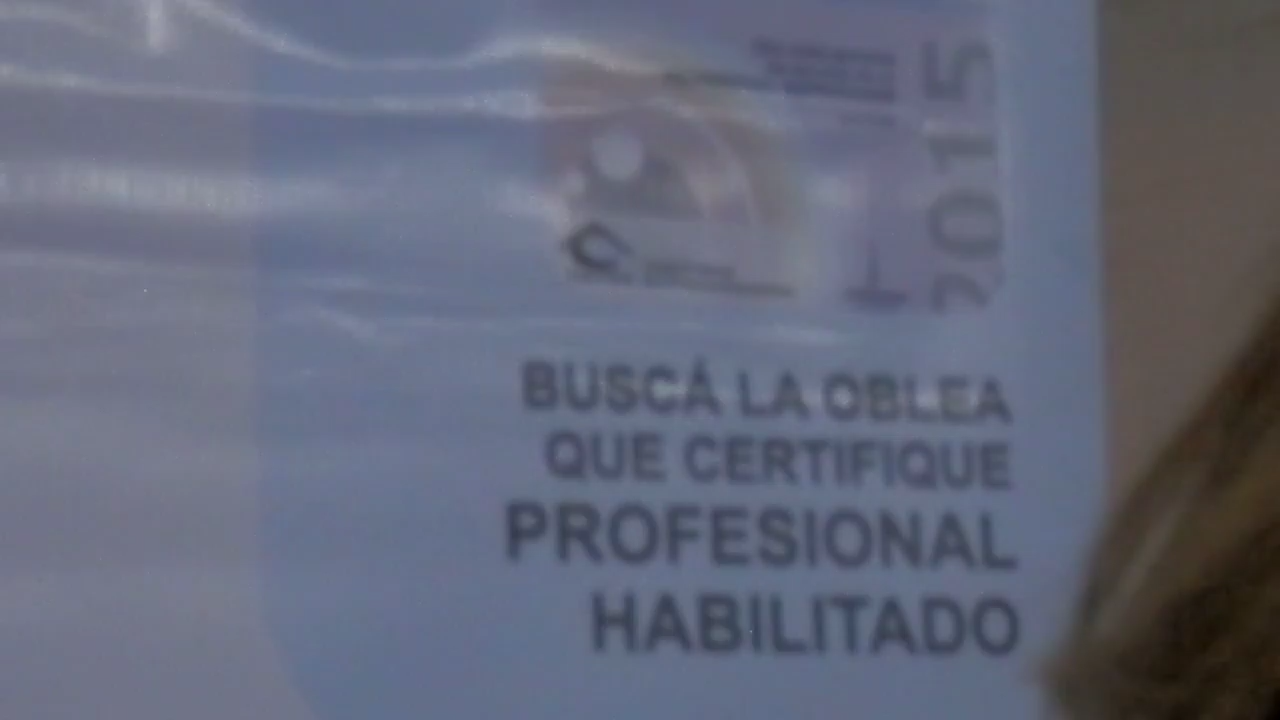 2015
BUSCÁ LA OBLEA
QUE CERTIFIQUE
PROFESIONAL
HABILITADO